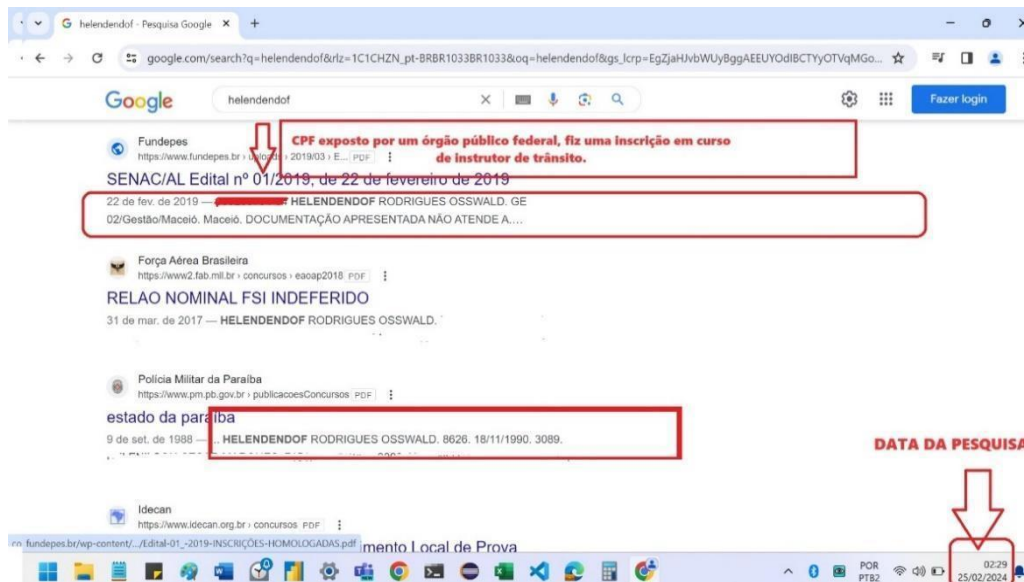 helendendof - Pesquisa Google
google.com/search?q=helendendof&rlz=1C1CHZN_pt-BRBR1033BR1033&oq=helendendof&gs_lcrp=EgZjaHJvbWUyBggAEEUYOdIBCTYyOTVqMGo...
Google
helendendof
Fazer login
CPF exposto por um órgão público federal, fiz uma inscrição em curso
de instrutor de trânsito.
Fundepes
https://www.fundepes.br › uploads › 2019/03 › E... PDF
SENAC/AL Edital nº 01/2019, de 22 de fevereiro de 2019
22 de fev. de 2019 — HELENDENDOF RODRIGUES OSSWALD. GE
02/Gestão/Maceió. Maceió. DOCUMENTAÇÃO APRESENTADA NÃO ATENDE A....
Força Aérea Brasileira
https://www2.fab.mil.br › concursos › eaoap2018 PDF
RELAO NOMINAL FSI INDEFERIDO
31 de mar. de 2017 — HELENDENDOF RODRIGUES OSSWALD.
Polícia Militar da Paraíba
https://www.pm.pb.gov.br › publicacoesConcursos PDF
estado da paraíba
9 de set. de 1988 — ... HELENDENDOF RODRIGUES OSSWALD. 8626. 18/11/1990. 3089.
DATA DA PESQUISA
Idecan
https://www.idecan.org.br › concursos PDF
fundepes.br/wp-content/.../Edital-01_-2019-INSCRIÇÕES-HOMOLOGADAS.pdf
mento Local de Prova
POR
PTB2
02:29
25/02/2024